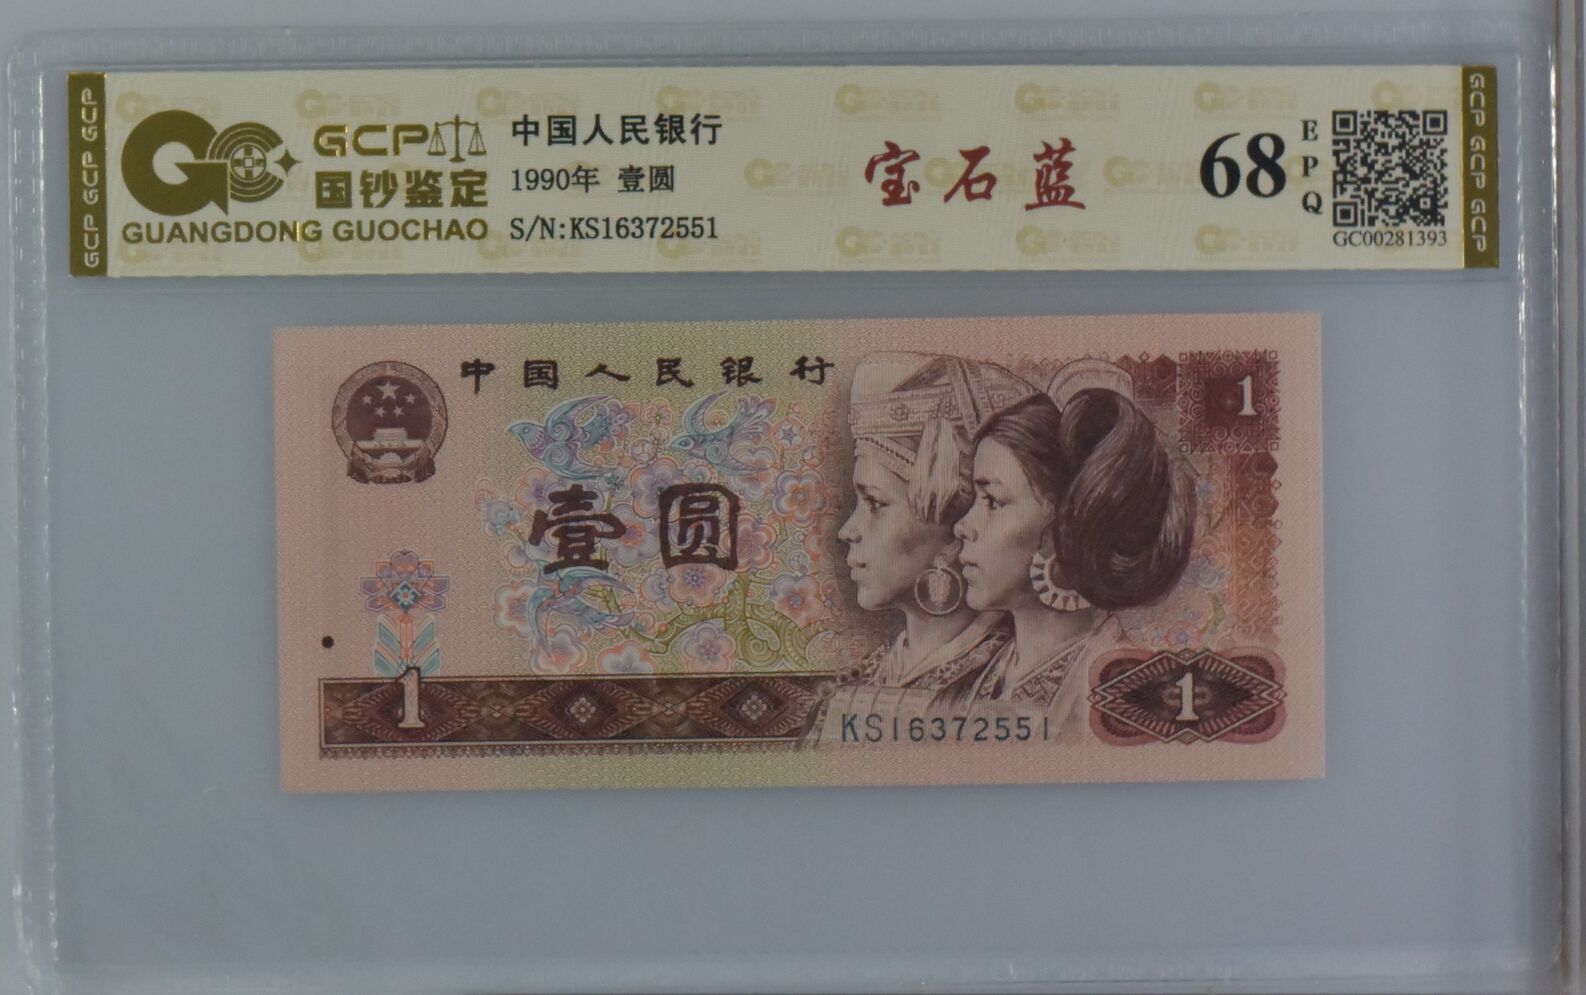 GCP GCP GCP
GCP
国钞鉴定
GUANGDONG GUOCHAO
中国人民银行
1990年 壹圆
S/N:KS16372551
宝石蓝
68
EPQ
GC00281393
GCP GCP GCP
中国人民银行
1
壹圆
1
KS16372551
1